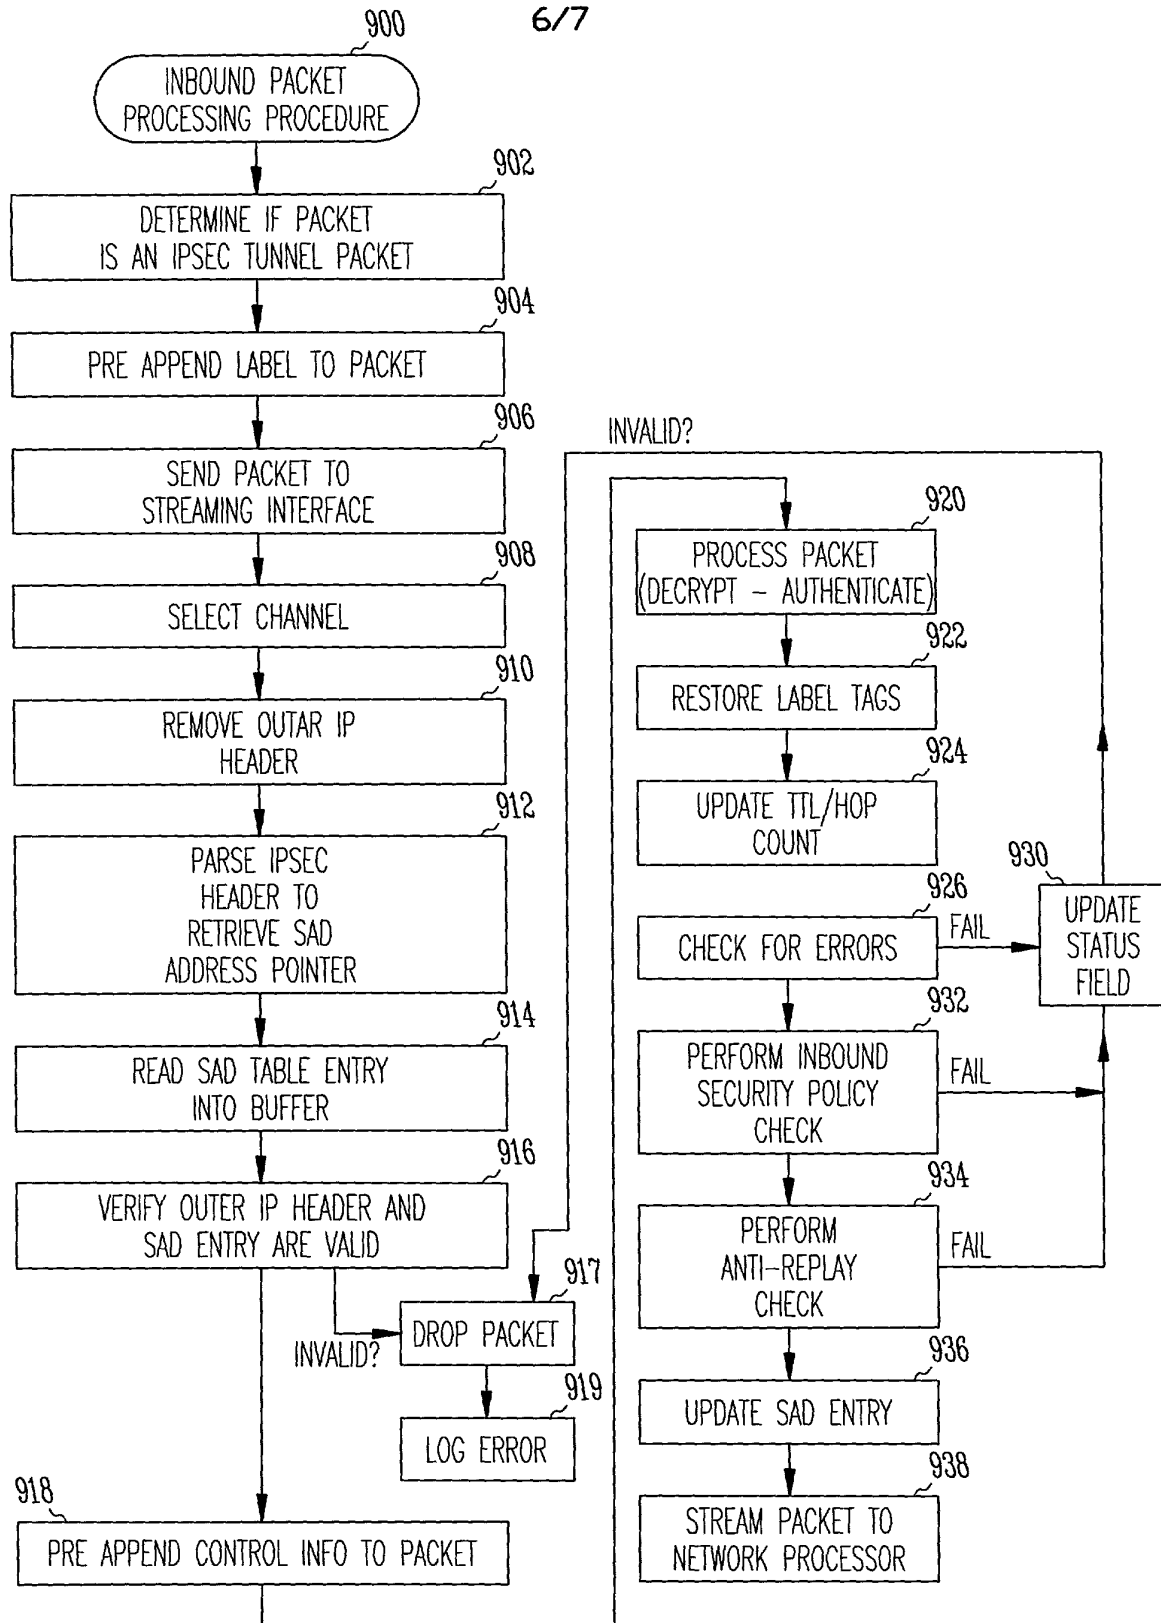 6/7
900
INBOUND PACKET
PROCESSING PROCEDURE
902
DETERMINE IF PACKET
IS AN IPSEC TUNNEL PACKET
904
PRE APPEND LABEL TO PACKET
906
SEND PACKET TO
STREAMING INTERFACE
908
SELECT CHANNEL
910
REMOVE OUTAR IP
HEADER
912
PARSE IPSEC
HEADER TO
RETRIEVE SAD
ADDRESS POINTER
914
READ SAD TABLE ENTRY
INTO BUFFER
916
VERIFY OUTER IP HEADER AND
SAD ENTRY ARE VALID
INVALID?
917
DROP PACKET
919
LOG ERROR
918
PRE APPEND CONTROL INFO TO PACKET
INVALID?
920
PROCESS PACKET
(DECRYPT - AUTHENTICATE)
922
RESTORE LABEL TAGS
924
UPDATE TTL/HOP
COUNT
926
CHECK FOR ERRORS
FAIL
930
UPDATE
STATUS
FIELD
932
PERFORM INBOUND
SECURITY POLICY
CHECK
FAIL
934
PERFORM
ANTI-REPLAY
CHECK
FAIL
936
UPDATE SAD ENTRY
938
STREAM PACKET TO
NETWORK PROCESSOR